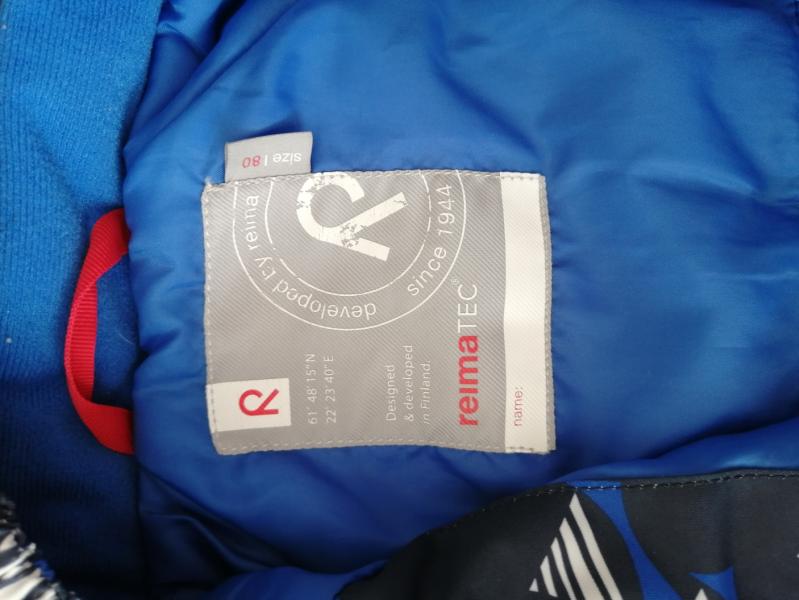 size | 80
developed by reima
since 1944
61° 48' 15"N
22° 23' 40"E
Designed
& developed
in Finland.
reimaTEC®
name: